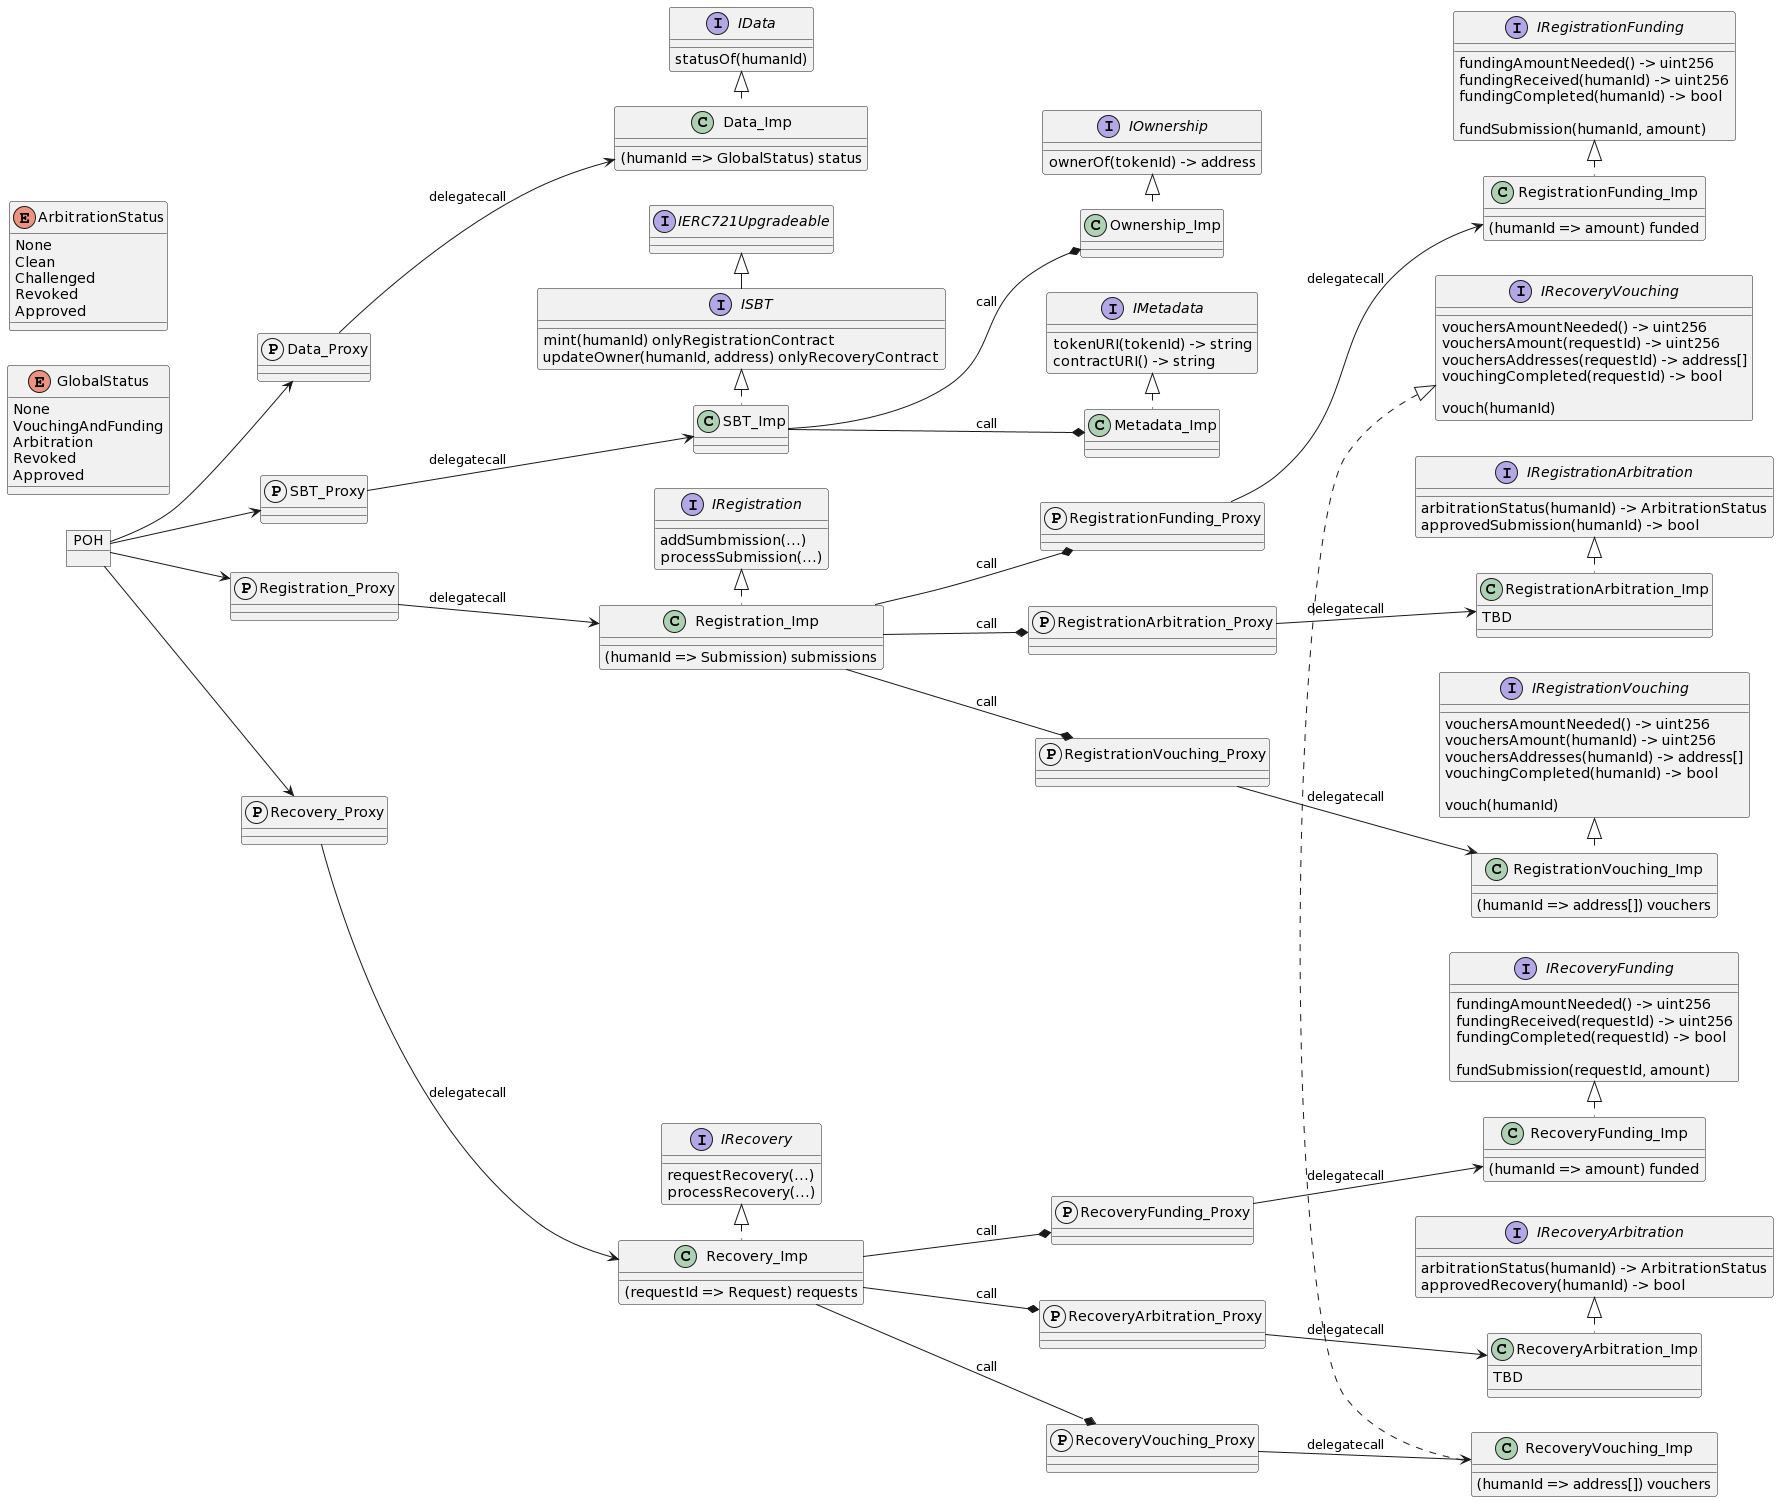 E ArbitrationStatus
None
Clean
Challenged
Revoked
Approved
E GlobalStatus
None
VouchingAndFunding
Arbitration
Revoked
Approved
POH
P Data_Proxy
P SBT_Proxy
P Registration_Proxy
P Recovery_Proxy
delegatecall
delegatecall
delegatecall
delegatecall
I IData
statusOf(humanId)
C Data_Imp
(humanId => GlobalStatus) status
I IERC721Upgradeable
I ISBT
mint(humanId) onlyRegistrationContract
updateOwner(humanId, address) onlyRecoveryContract
C SBT_Imp
I IRegistration
addSumbmission(...)
processSubmission(...)
C Registration_Imp
(humanId => Submission) submissions
I IRecovery
requestRecovery(...)
processRecovery(...)
C Recovery_Imp
(requestId => Request) requests
call
call
call
call
call
call
call
call
I IOwnership
ownerOf(tokenId) -> address
C Ownership_Imp
I IMetadata
tokenURI(tokenId) -> string
contractURI() -> string
C Metadata_Imp
P RegistrationFunding_Proxy
P RegistrationArbitration_Proxy
P RegistrationVouching_Proxy
P RecoveryFunding_Proxy
P RecoveryArbitration_Proxy
P RecoveryVouching_Proxy
delegatecall
delegatecall
delegatecall
delegatecall
delegatecall
delegatecall
I IRegistrationFunding
fundingAmountNeeded() -> uint256
fundingReceived(humanId) -> uint256
fundingCompleted(humanId) -> bool
fundSubmission(humanId, amount)
C RegistrationFunding_Imp
(humanId => amount) funded
I IRecoveryVouching
vouchersAmountNeeded() -> uint256
vouchersAmount(requestId) -> uint256
vouchersAddresses(requestId) -> address[]
vouchingCompleted(requestId) -> bool
vouch(humanId)
I IRegistrationArbitration
arbitrationStatus(humanId) -> ArbitrationStatus
approvedSubmission(humanId) -> bool
C RegistrationArbitration_Imp
TBD
I IRegistrationVouching
vouchersAmountNeeded() -> uint256
vouchersAmount(humanId) -> uint256
vouchersAddresses(humanId) -> address[]
vouchingCompleted(humanId) -> bool
vouch(humanId)
C RegistrationVouching_Imp
(humanId => address[]) vouchers
I IRecoveryFunding
fundingAmountNeeded() -> uint256
fundingReceived(requestId) -> uint256
fundingCompleted(requestId) -> bool
fundSubmission(requestId, amount)
C RecoveryFunding_Imp
(humanId => amount) funded
I IRecoveryArbitration
arbitrationStatus(humanId) -> ArbitrationStatus
approvedRecovery(humanId) -> bool
C RecoveryArbitration_Imp
TBD
C RecoveryVouching_Imp
(humanId => address[]) vouchers